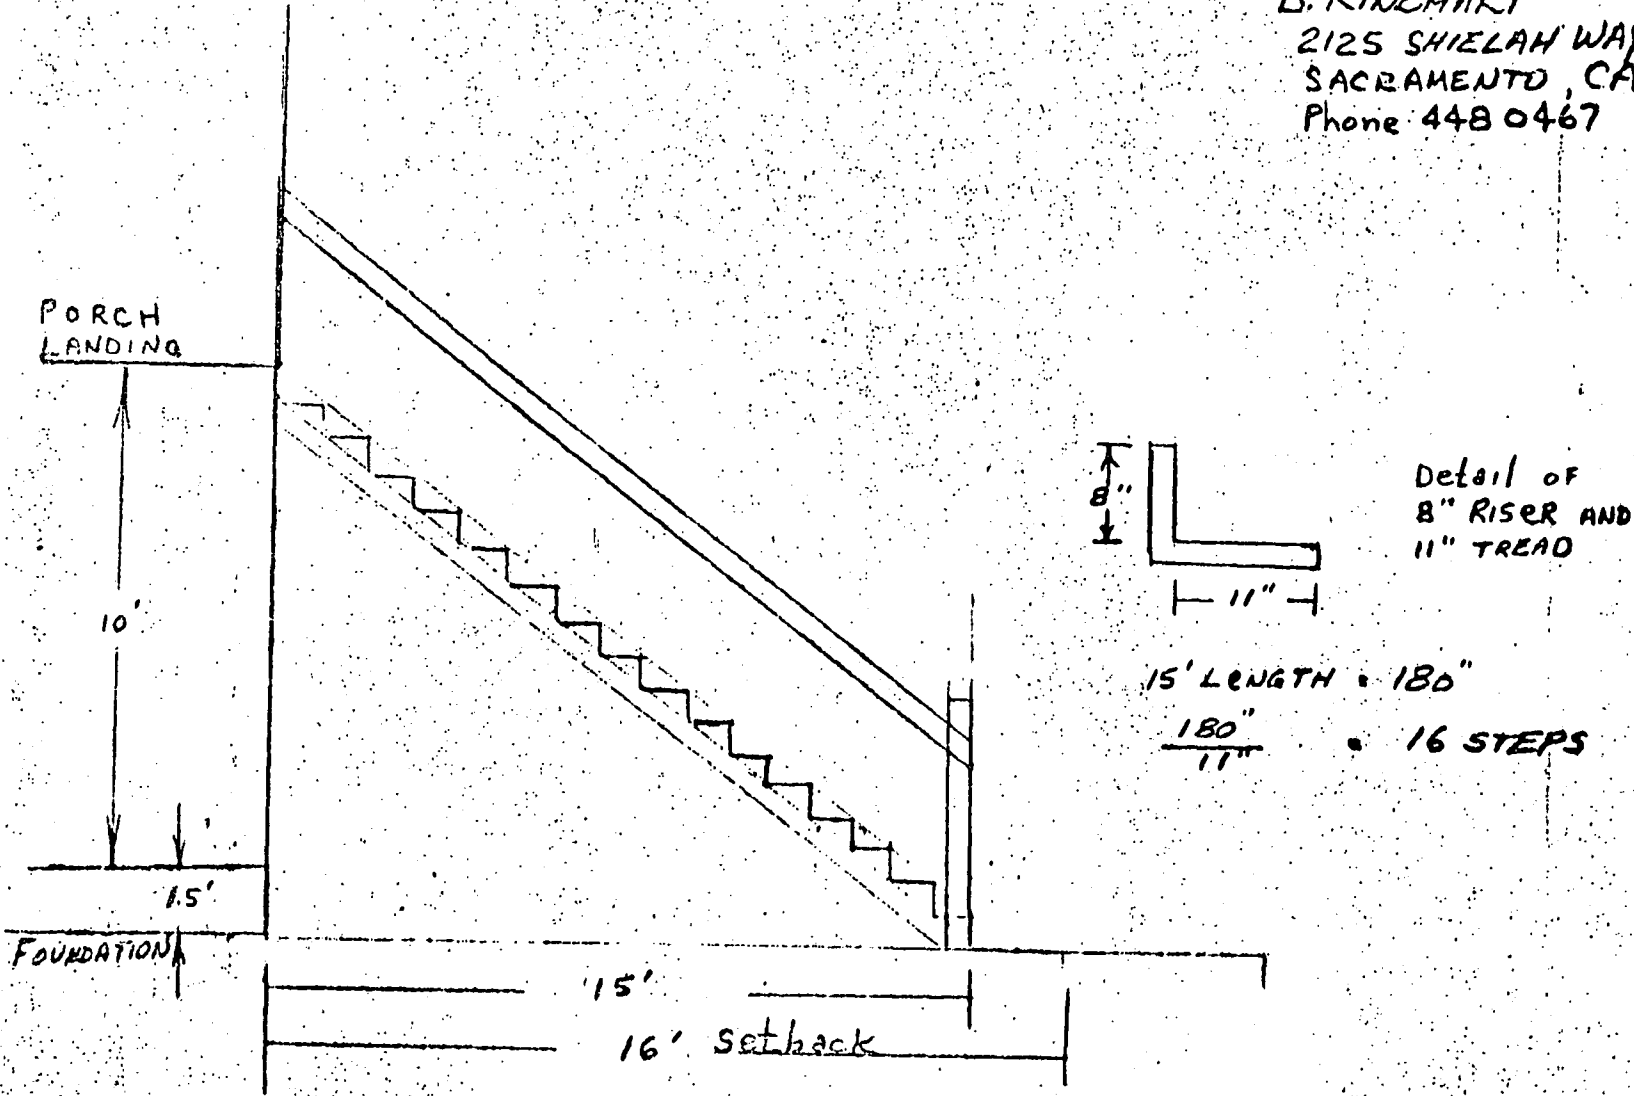 2125 SHIELAH WAY
SACRAMENTO, CA
Phone 448 0467
PORCH
LANDING
10'
1.5'
FOUNDATION
15'
16' Setback
8"
11"
Detail of
8" RISER AND
11" TREAD
15' LENGTH = 180"
180"
11"
= 16 STEPS